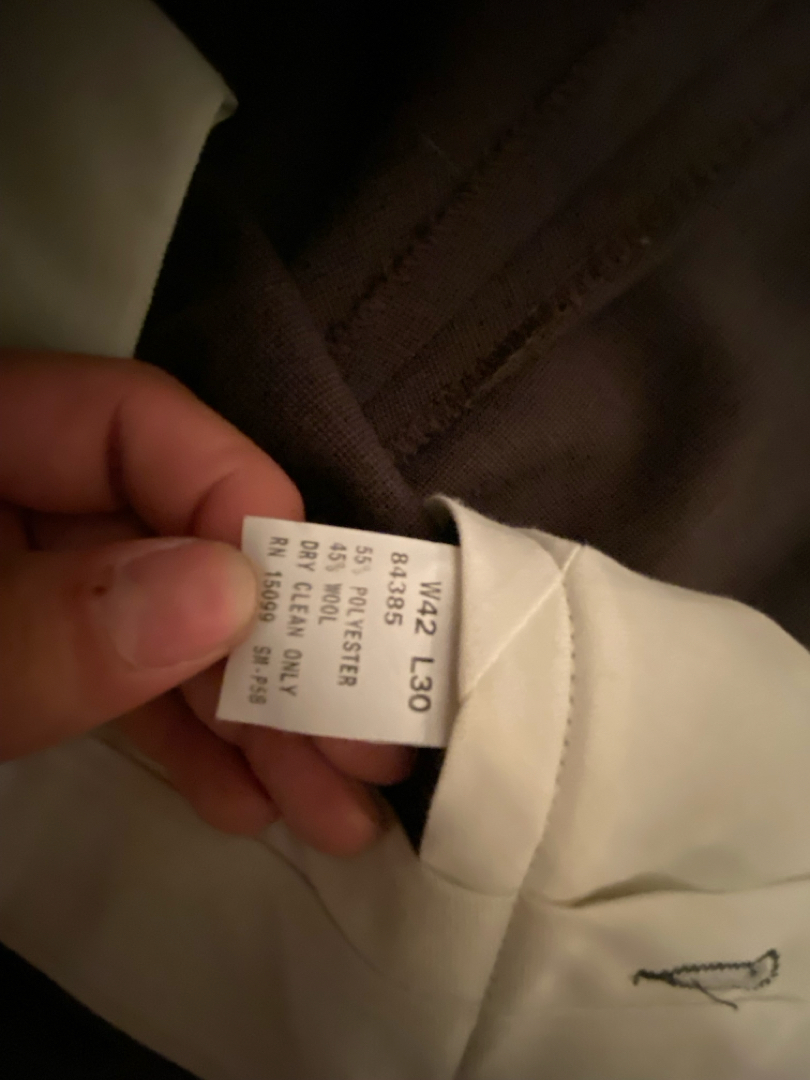 W42 L30
84385
55% POLYESTER
45% WOOL
DRY CLEAN ONLY
RN 15099 SM-P58